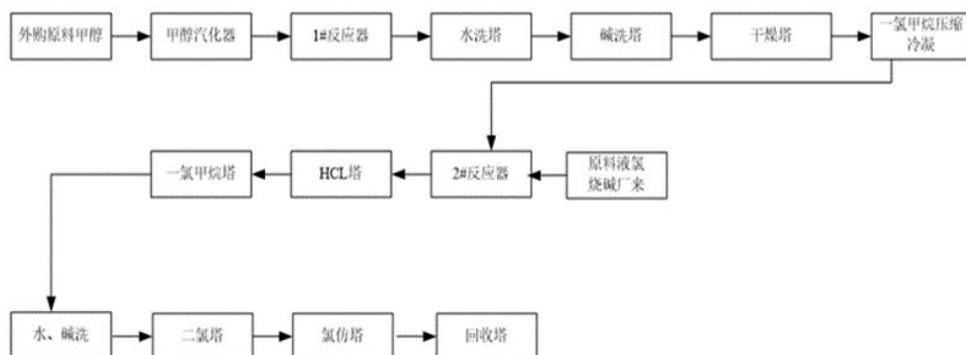 外购原料甲醇
甲醇汽化器
1#反应器
水洗塔
碱洗塔
干燥塔
一氯甲烷压缩
冷凝
一氯甲烷塔
HCL塔
2#反应器
原料液氯
烧碱厂来
水、碱洗
二氯塔
氯仿塔
回收塔